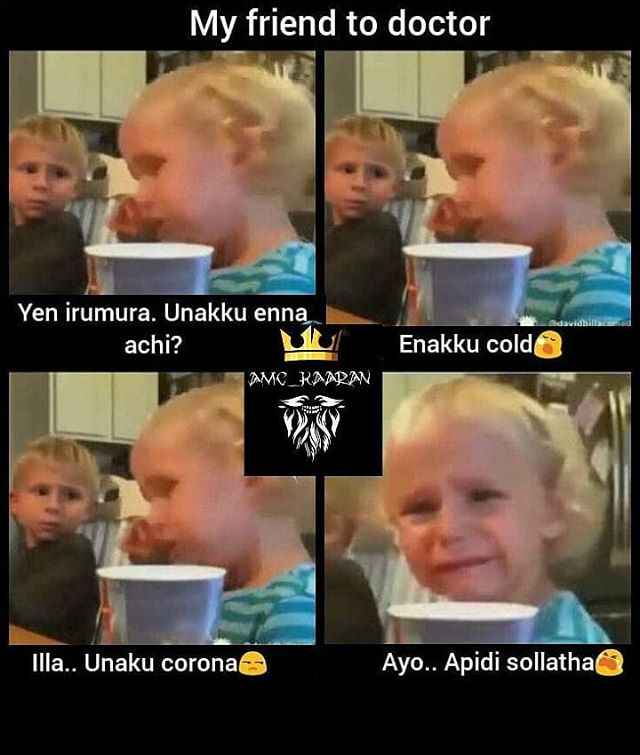 My friend to doctor
Yen irumura. Unakku enna
achi?
Enakku cold😪
AMC_KAARAN
Illa.. Unaku corona😒
Ayo.. Apidi sollatha😫